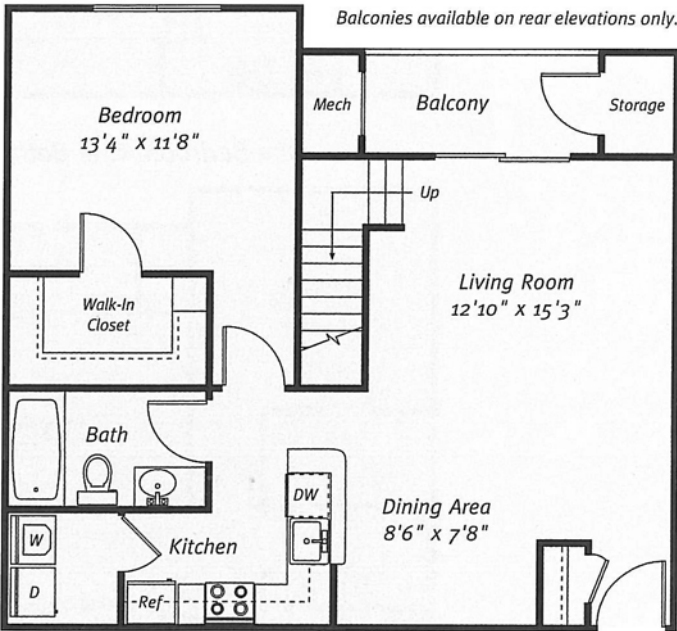 Balconies available on rear elevations only.
Bedroom
13'4" x 11'8"
Mech
Balcony
Storage
Up
Walk-In
Closet
Living Room
12'10" x 15'3"
Bath
DW
Dining Area
8'6" x 7'8"
W
Kitchen
D
Ref